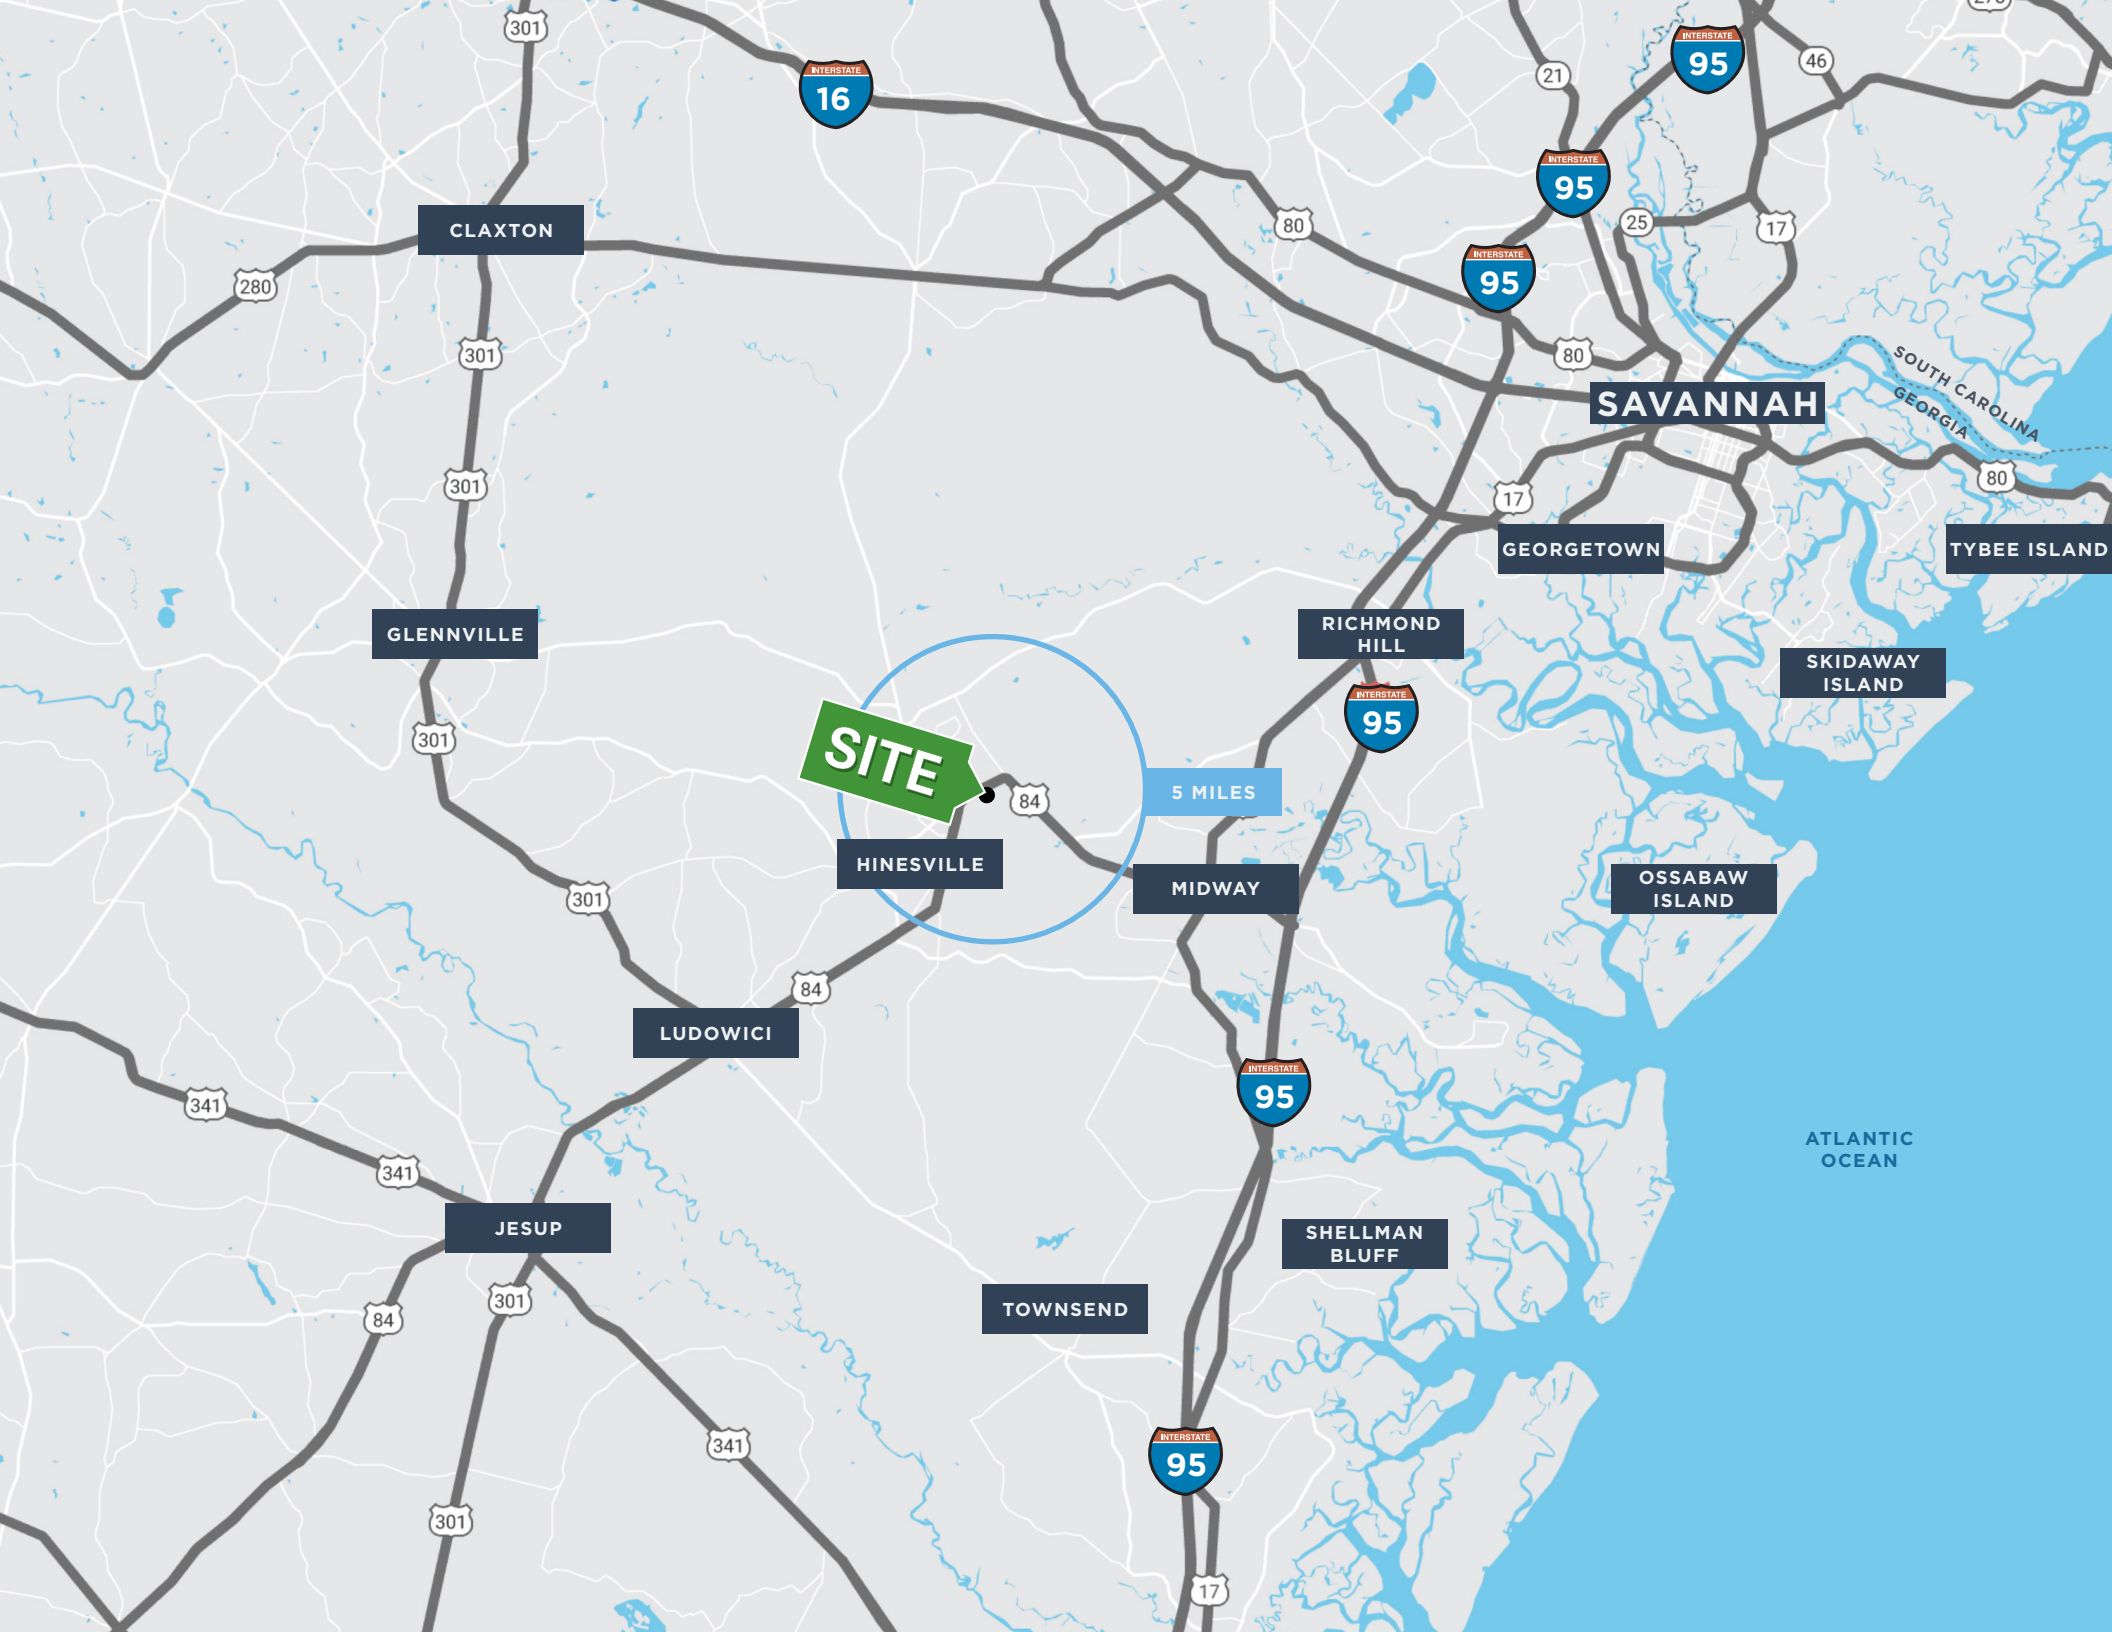 301
INTERSTATE
95
46
21
INTERSTATE
16
INTERSTATE
95
80
25
17
CLAXTON
INTERSTATE
95
280
301
80
SOUTH CAROLINA
GEORGIA
SAVANNAH
301
17
80
GEORGETOWN
TYBEE ISLAND
GLENNVILLE
RICHMOND
HILL
SKIDAWAY
ISLAND
301
INTERSTATE
95
SITE
84
5 MILES
HINESVILLE
MIDWAY
OSSABAW
ISLAND
301
84
LUDOWICI
341
INTERSTATE
95
ATLANTIC
OCEAN
341
JESUP
SHELLMAN
BLUFF
301
84
TOWNSEND
341
INTERSTATE
95
301
17